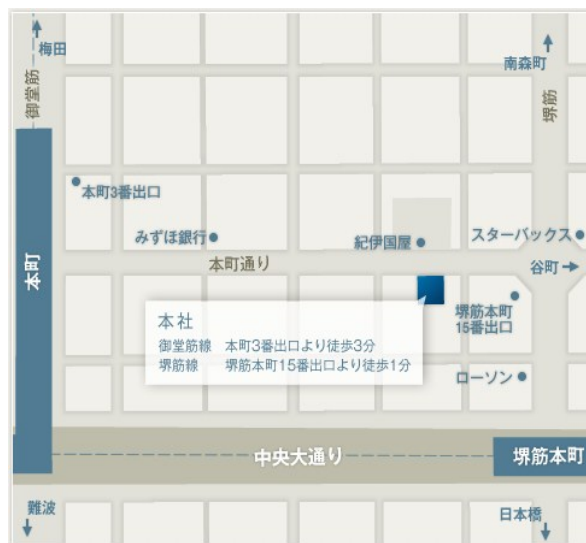 梅田
南森町
御堂筋
堺筋
本町3番出口
みずほ銀行
紀伊国屋
スターバックス
本町通り
谷町
本町
堺筋本町
15番出口
本社
御堂筋線 本町3番出口より徒歩3分
堺筋線 堺筋本町15番出口より徒歩1分
ローソン
中央大通り
堺筋本町
難波
日本橋